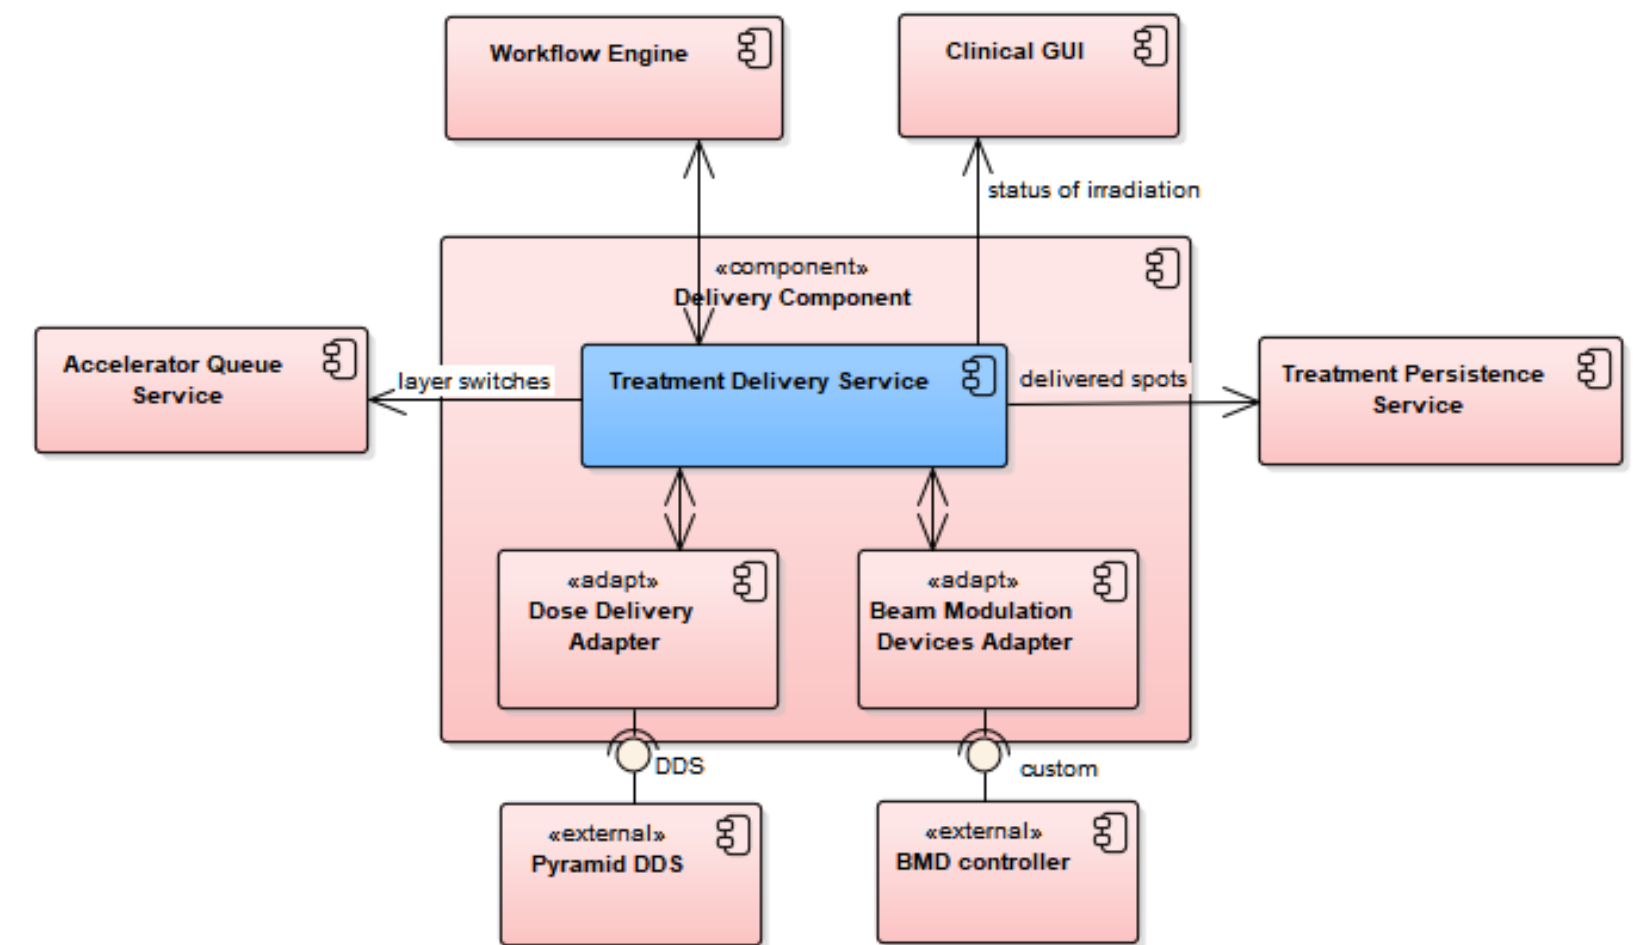 Workflow Engine
Clinical GUI
status of irradiation
«component»
Delivery Component
Accelerator Queue
Service
layer switches
Treatment Delivery Service
delivered spots
Treatment Persistence
Service
«adapt»
Dose Delivery
Adapter
«adapt»
Beam Modulation
Devices Adapter
DDS
custom
«external»
Pyramid DDS
«external»
BMD controller